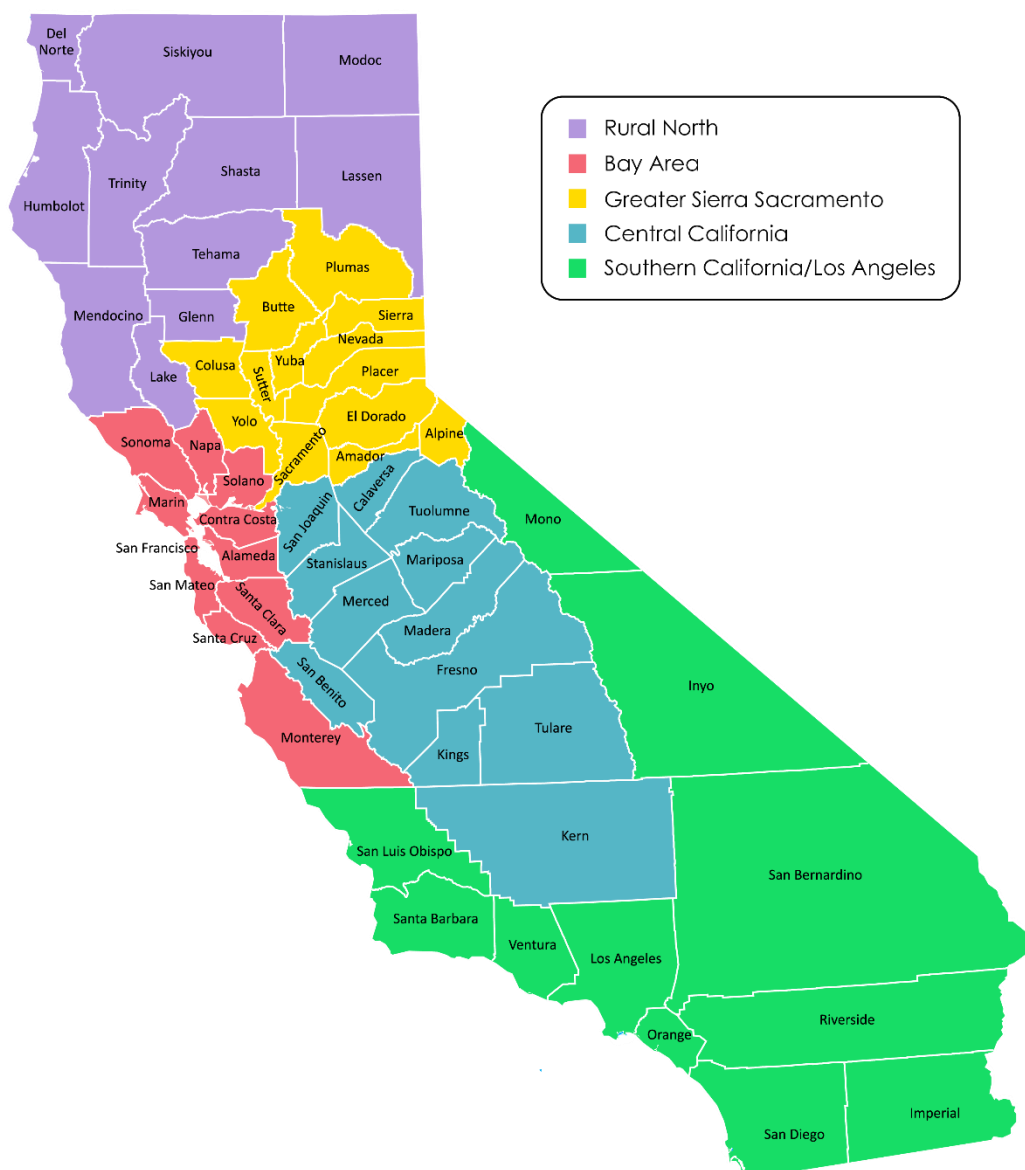 Del
Norte
Siskiyou
Modoc
Rural North
Bay Area
Greater Sierra Sacramento
Central California
Southern California/Los Angeles
Humbolot
Trinity
Shasta
Lassen
Tehama
Plumas
Mendocino
Glenn
Butte
Sierra
Nevada
Lake
Colusa
Sutter
Yuba
Placer
Yolo
El Dorado
Sonoma
Napa
Sacramento
Alpine
Amador
Solano
Marin
Calaversa
Contra Costa
San Joaquin
Tuolumne
Mono
San Francisco
Alameda
Stanislaus
Mariposa
San Mateo
Santa Clara
Merced
Santa Cruz
Madera
San Benito
Fresno
Inyo
Monterey
Kings
Tulare
Kern
San Luis Obispo
San Bernardino
Santa Barbara
Ventura
Los Angeles
Orange
Riverside
San Diego
Imperial